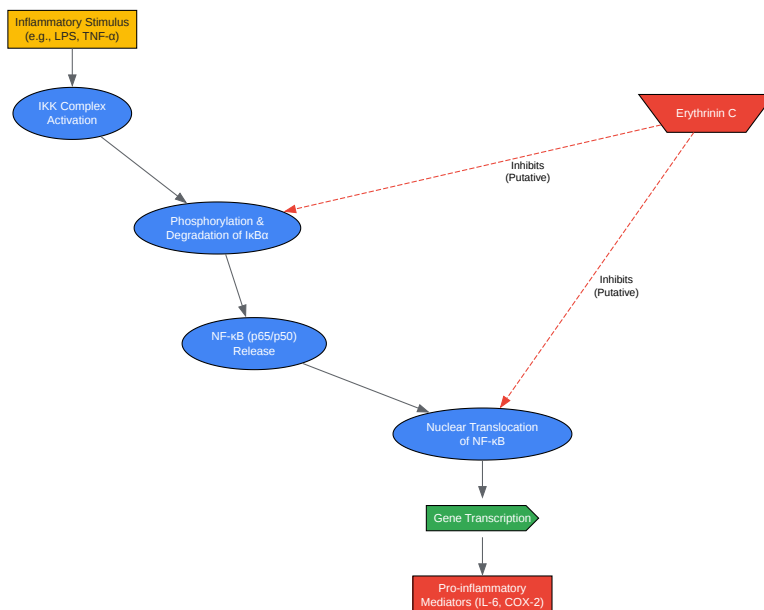 Inflammatory Stimulus
(e.g., LPS, TNF-α)
IKK Complex
Activation
Erythrinin C
Inhibits
(Putative)
Phosphorylation &
Degradation of IκBα
Inhibits
(Putative)
NF-κB (p65/p50)
Release
Nuclear Translocation
of NF-κB
Gene Transcription
Pro-inflammatory
Mediators (IL-6, COX-2)